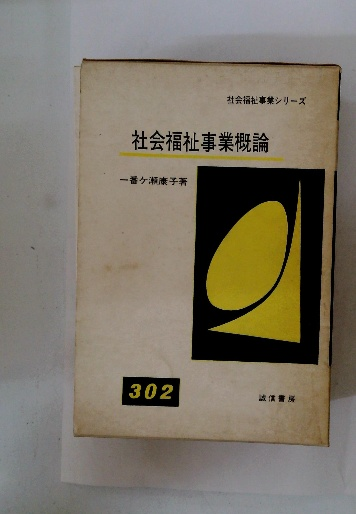 社会福祉事業シリーズ
社会福祉事業概論
一番ケ瀬康子著
302
誠信書房